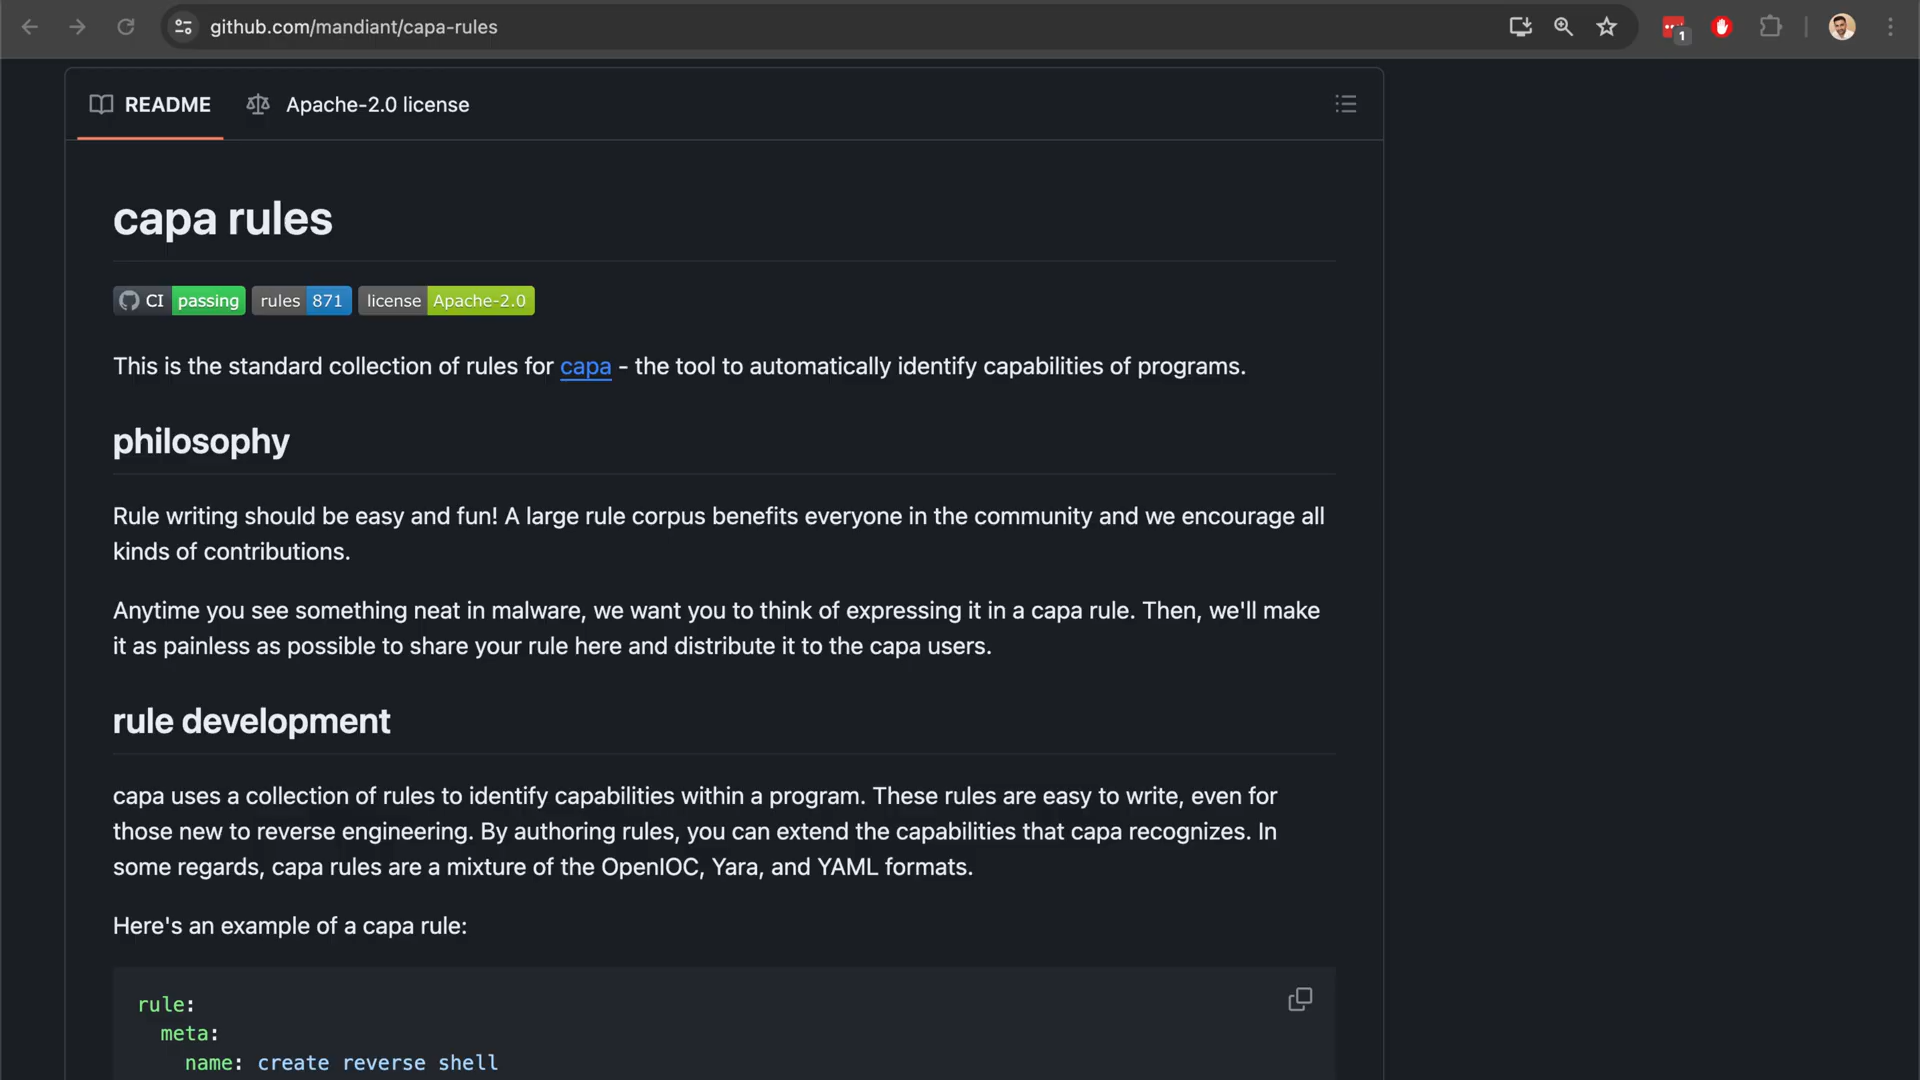 github.com/mandiant/capa-rules
1
README
Apache-2.0 license
capa rules
CI passing rules 871 license Apache-2.0
This is the standard collection of rules for capa - the tool to automatically identify capabilities of programs.
philosophy
Rule writing should be easy and fun! A large rule corpus benefits everyone in the community and we encourage all
kinds of contributions.
Anytime you see something neat in malware, we want you to think of expressing it in a capa rule. Then, we'll make
it as painless as possible to share your rule here and distribute it to the capa users.
rule development
capa uses a collection of rules to identify capabilities within a program. These rules are easy to write, even for
those new to reverse engineering. By authoring rules, you can extend the capabilities that capa recognizes. In
some regards, capa rules are a mixture of the OpenIOC, Yara, and YAML formats.
Here's an example of a capa rule:
rule:
meta:
name: create reverse shell